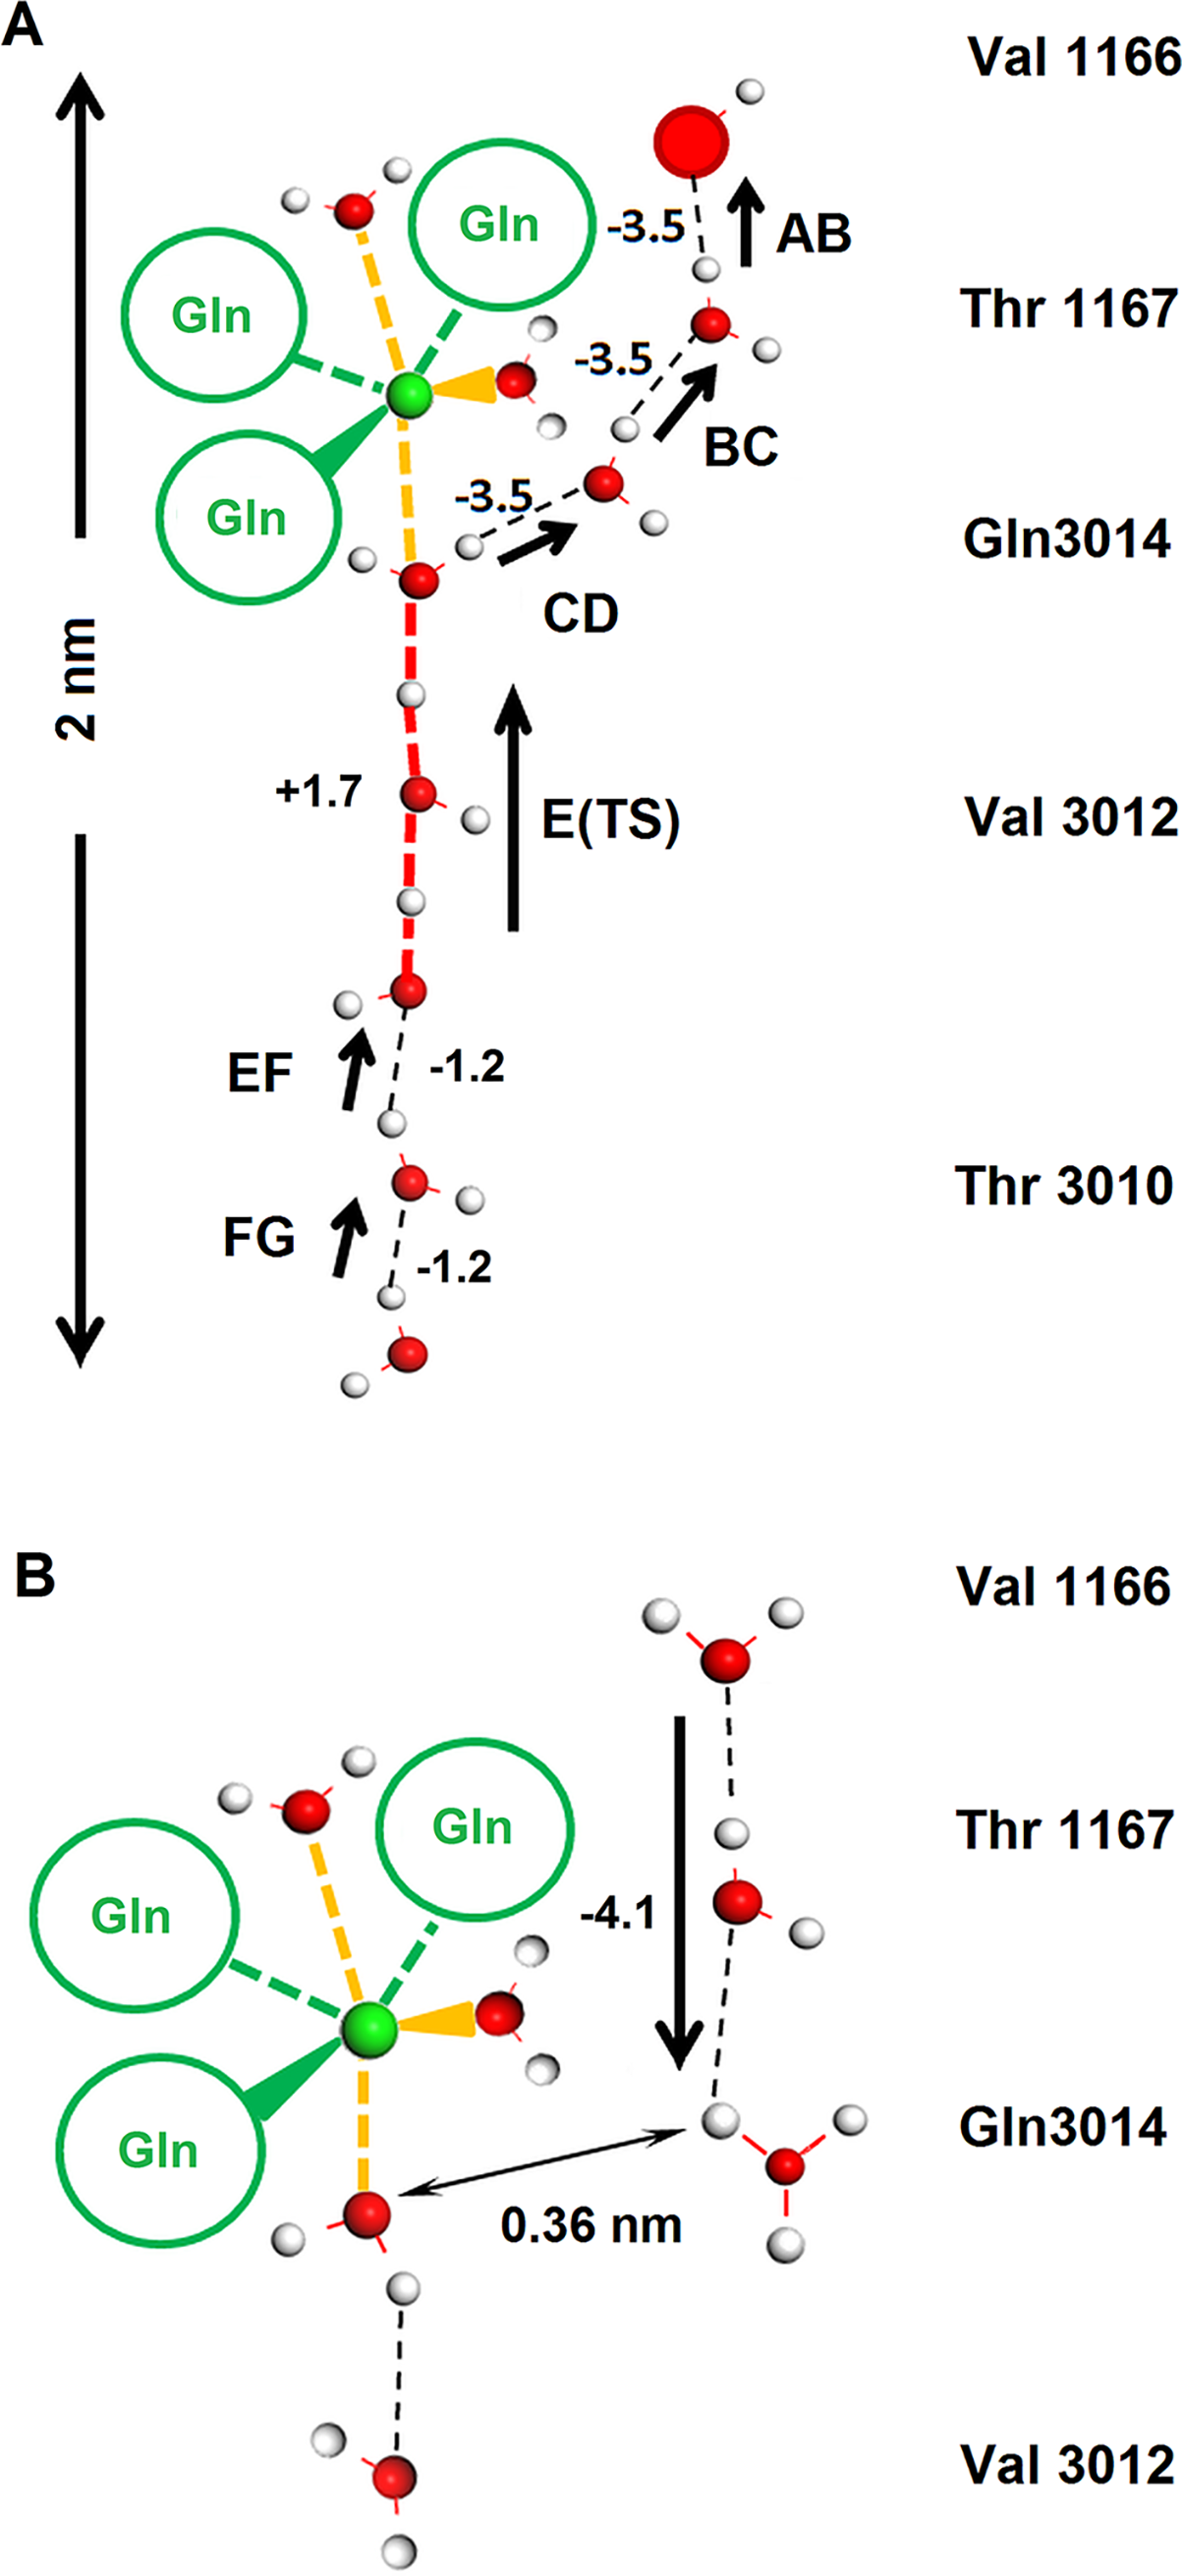 A
Val 1166
Gln
-3.5
AB
Gln
Thr 1167
-3.5
BC
-3.5
Gln
Gln3014
CD
2 nm
+1.7
E(TS)
Val 3012
EF
-1.2
Thr 3010
FG
-1.2
B
Val 1166
Gln
Thr 1167
Gln
-4.1
Gln
Gln3014
0.36 nm
Val 3012